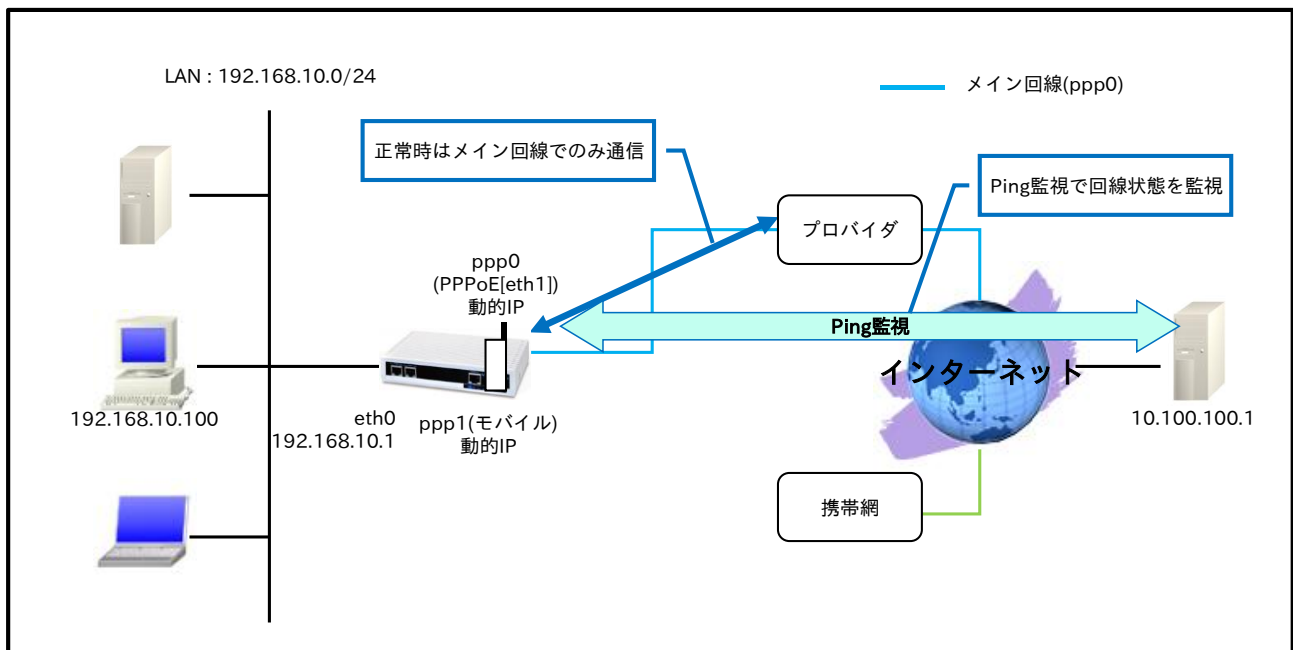 LAN : 192.168.10.0/24
メイン回線(ppp0)
正常時はメイン回線でのみ通信
Ping監視で回線状態を監視
プロバイダ
ppp0
(PPPoE[eth1])
動的IP
Ping監視
インターネット
192.168.10.100
eth0
192.168.10.1
ppp1(モバイル)
動的IP
10.100.100.1
携帯網